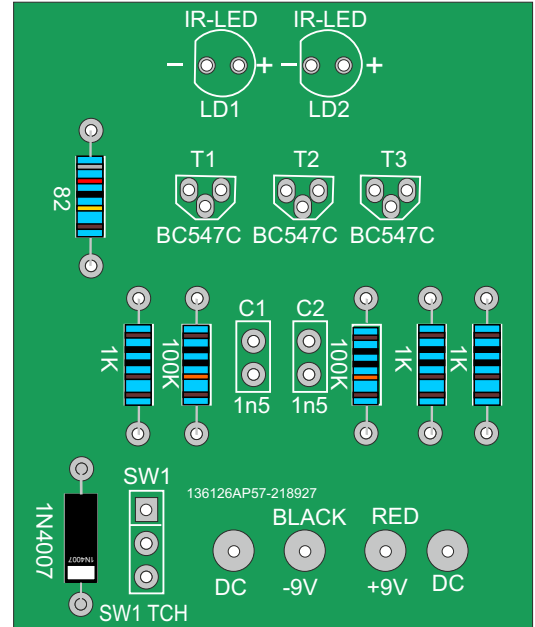 IR-LED IR-LED
− + − +
LD1 LD2
T1 T2 T3
82
BC547C BC547C BC547C
C1 C2
1K 100K 100K 1K 1K
1n5 1n5
SW1
136126AP57-218927
1N4007 1N4007
BLACK RED
DC -9V +9V DC
SW1 TCH